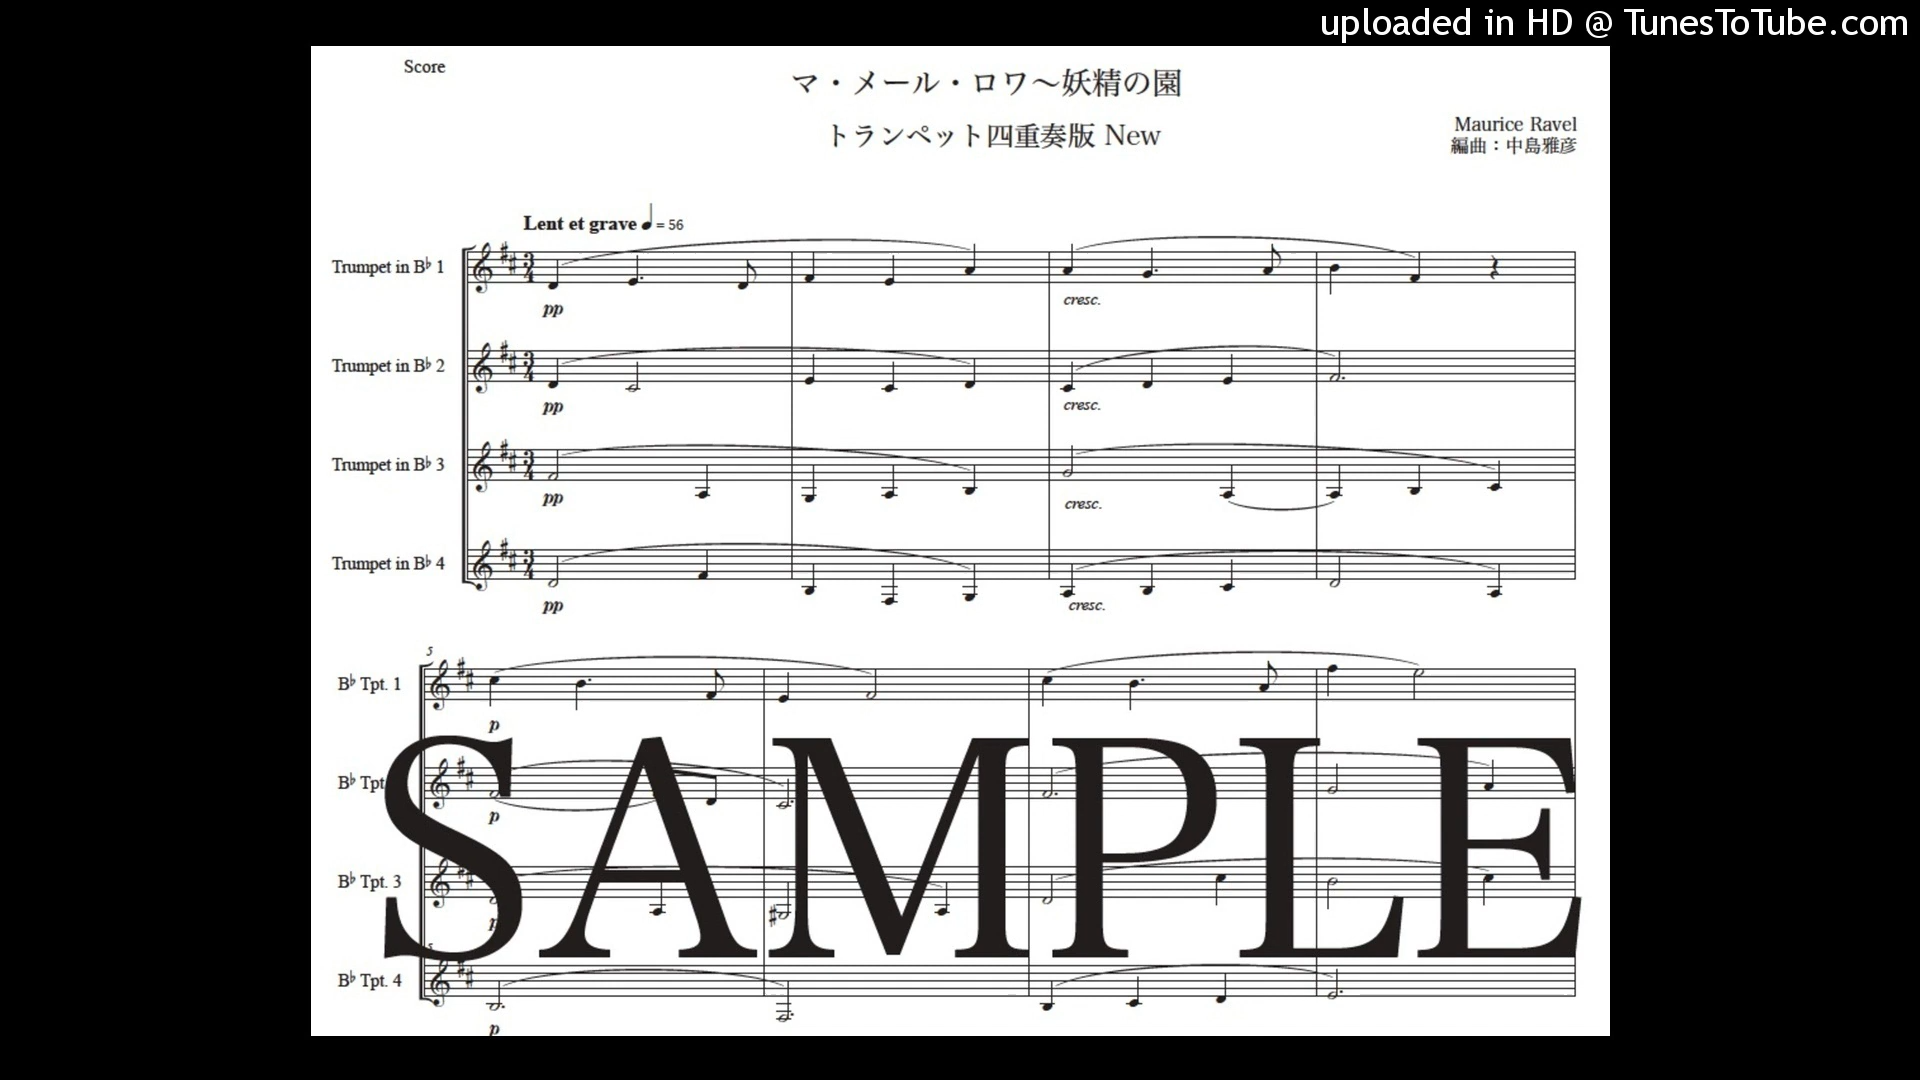 uploaded in HD @ TunesToTube.com
Score
マ・メール・ロワ～妖精の園
トランペット四重奏版 New
Maurice Ravel
編曲：中島雅彦
Lent et grave ♩ = 56
Trumpet in B♭ 1
pp
cresc.
Trumpet in B♭ 2
pp
cresc.
Trumpet in B♭ 3
pp
cresc.
Trumpet in B♭ 4
pp
cresc.
5
B♭ Tpt. 1
p
B♭ Tpt.
p
SAMPLE
B♭ Tpt. 3
p
5
B♭ Tpt. 4
p